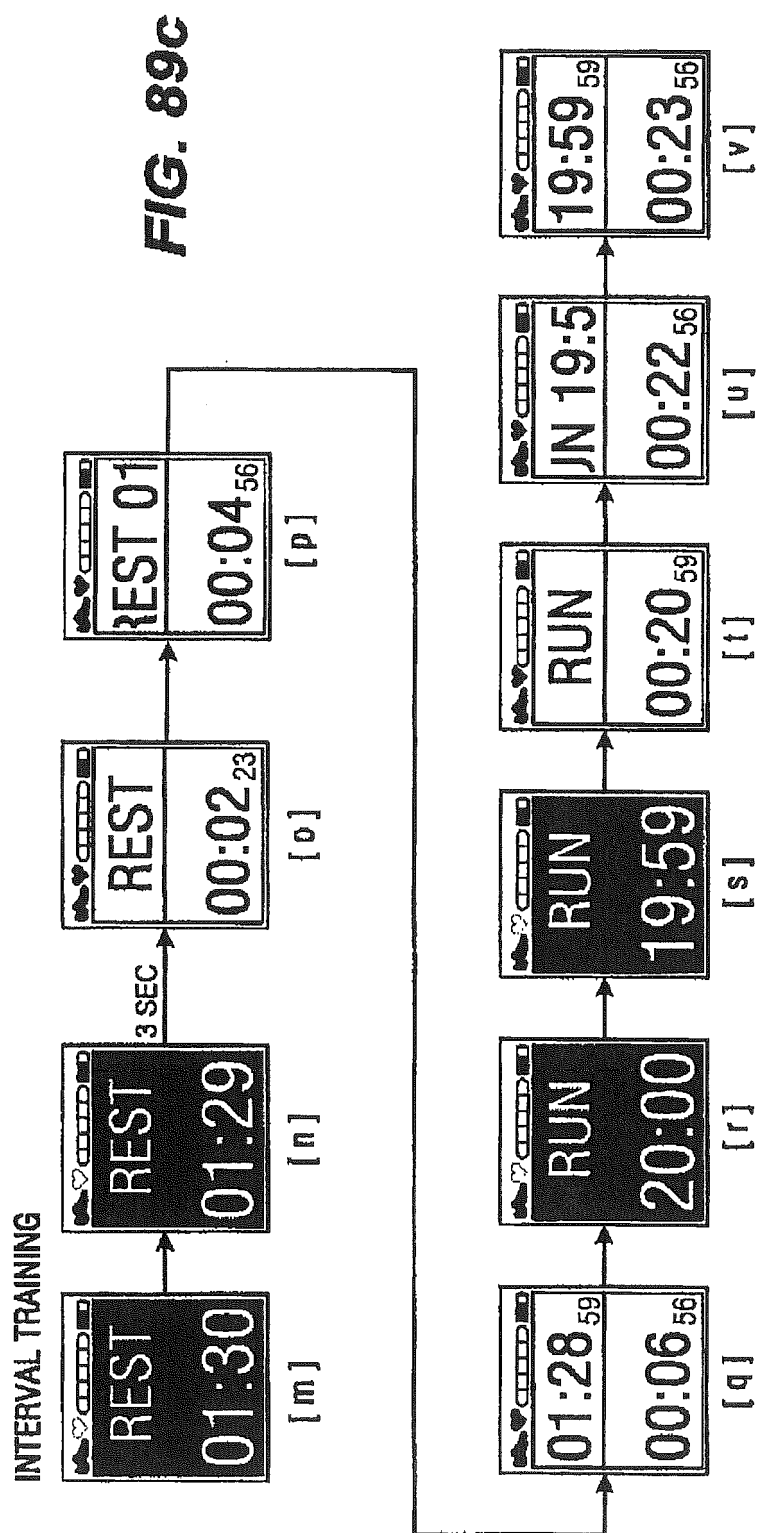 INTERVAL TRAINING
FIG. 89c
REST
01:30
[m]
REST
01:29
[n]
3 SEC
REST
00:02 23
[o]
REST 01
00:04 56
[p]
01:28 59
00:06 56
[q]
RUN
20:00
[r]
RUN
19:59
[s]
RUN
00:20 59
[t]
UN 19:5
00:22 56
[u]
19:59 59
00:23 56
[v]